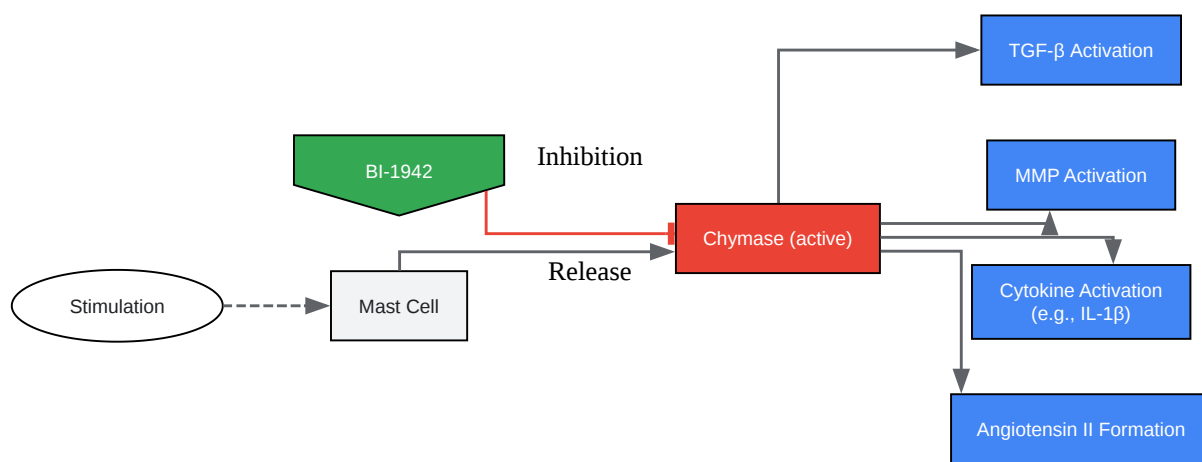 TGF-β Activation
BI-1942
Inhibition
MMP Activation
Chymase (active)
Release
Stimulation
Mast Cell
Cytokine Activation
(e.g., IL-1β)
Angiotensin II Formation